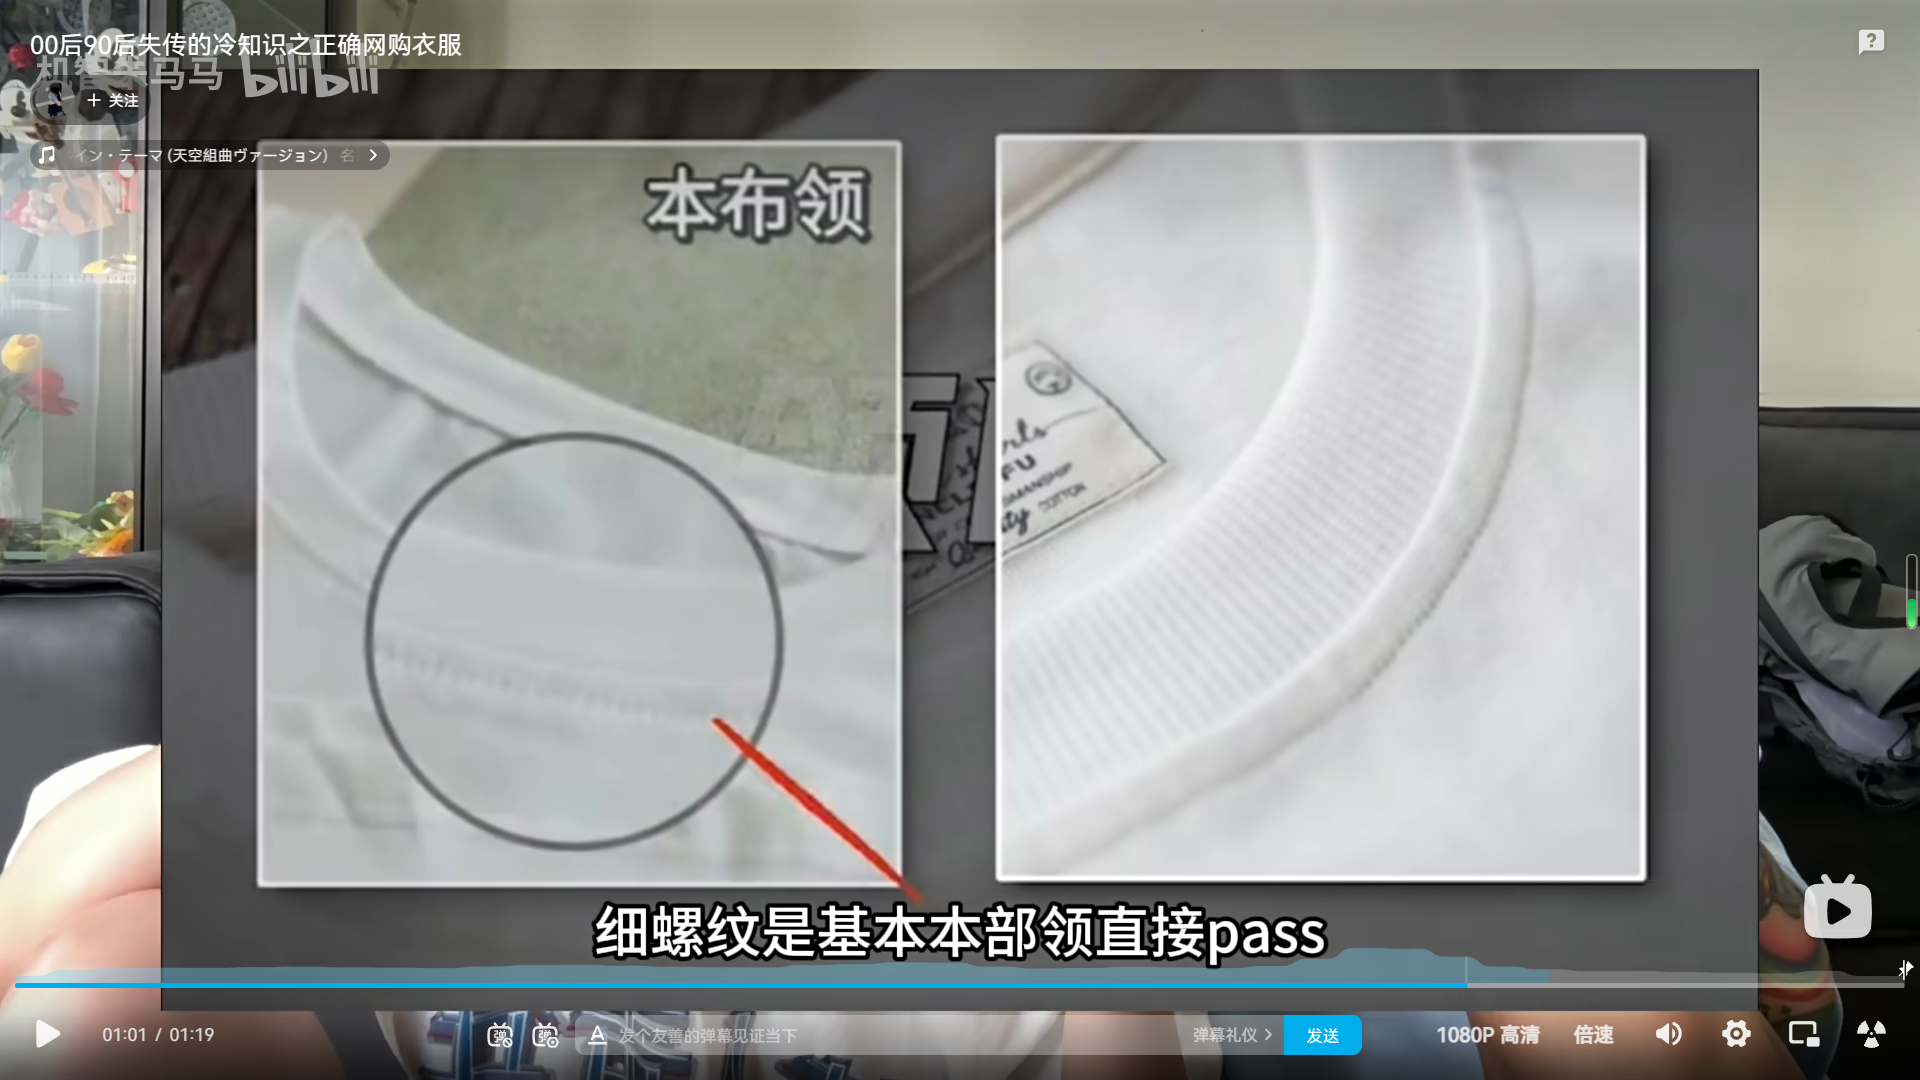 00后90后失传的冷知识之正确网购衣服
bilibili
+ 关注
イン・テーマ (天空組曲ヴァージョン)
本布领
FU
COTTON
细螺纹是基本本部领直接pass
01:01 / 01:19
发个友善的弹幕见证当下
弹幕礼仪
发送
1080P 高清
倍速